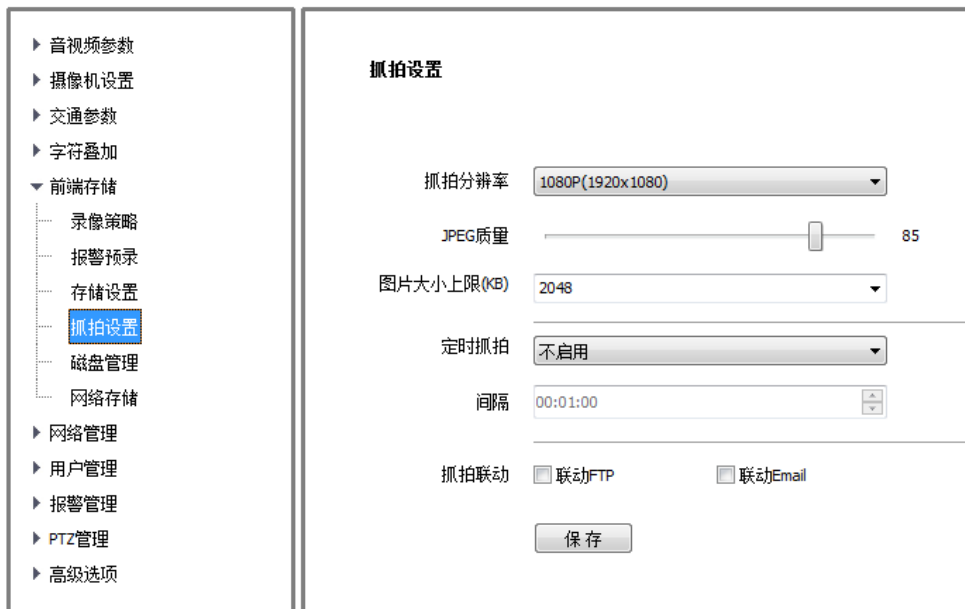 音视频参数
摄像机设置
交通参数
字符叠加
前端存储
录像策略
报警预录
存储设置
抓拍设置
磁盘管理
网络存储
网络管理
用户管理
报警管理
PTZ管理
高级选项
抓拍设置
抓拍分辨率 1080P(1920x1080)
JPEG质量 85
图片大小上限(KB) 2048
定时抓拍 不启用
间隔 00:01:00
抓拍联动 联动FTP 联动Email
保存